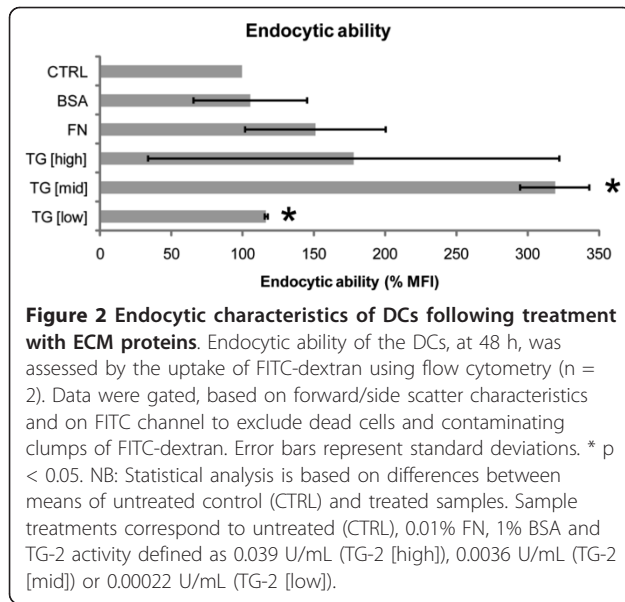 Endocytic ability
CTRL
BSA
FN
TG [high]
TG [mid]
*
TG [low]
*
0 50 100 150 200 250 300 350
Endocytic ability (% MFI)
Figure 2 Endocytic characteristics of DCs following treatment
with ECM proteins. Endocytic ability of the DCs, at 48 h, was
assessed by the uptake of FITC-dextran using flow cytometry (n =
2). Data were gated, based on forward/side scatter characteristics
and on FITC channel to exclude dead cells and contaminating
clumps of FITC-dextran. Error bars represent standard deviations. * p
< 0.05. NB: Statistical analysis is based on differences between
means of untreated control (CTRL) and treated samples. Sample
treatments correspond to untreated (CTRL), 0.01% FN, 1% BSA and
TG-2 activity defined as 0.039 U/mL (TG-2 [high]), 0.0036 U/mL (TG-2
[mid]) or 0.00022 U/mL (TG-2 [low]).